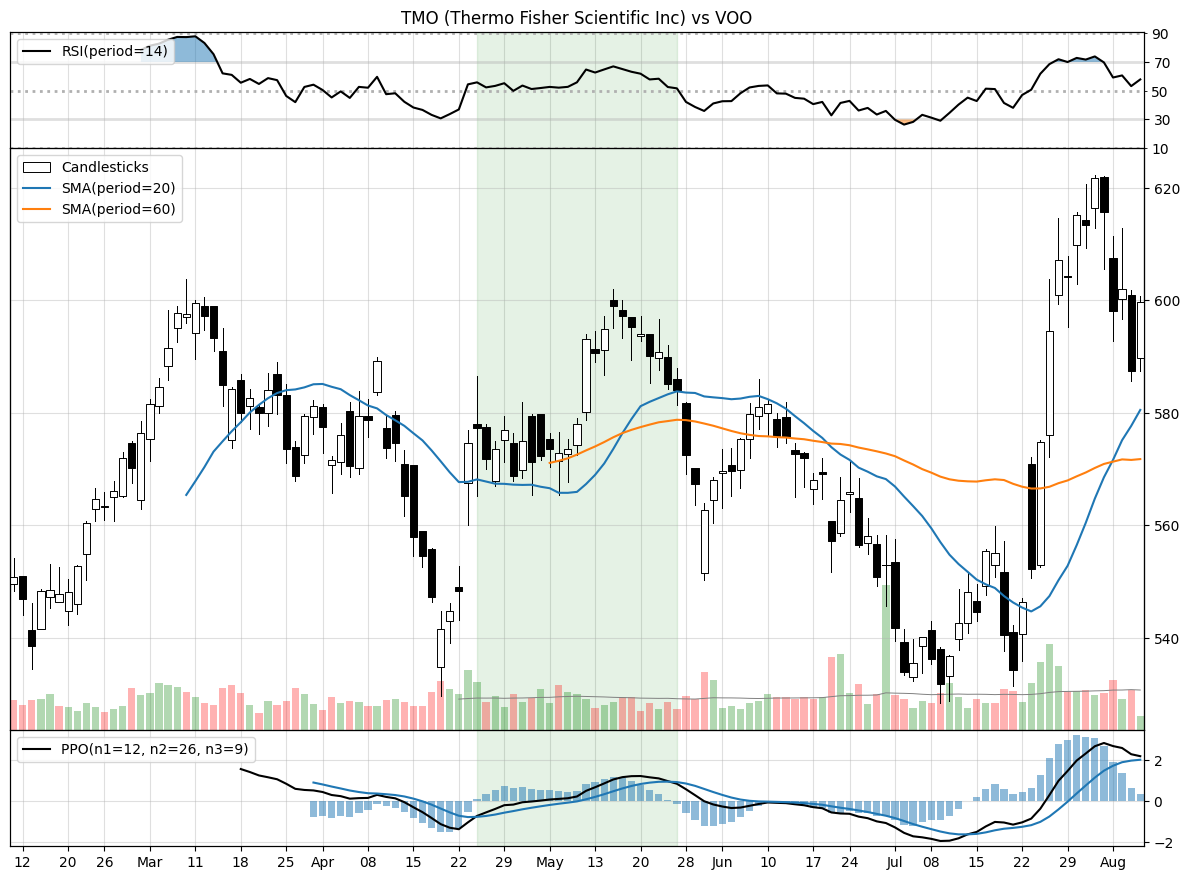 TMO (Thermo Fisher Scientific Inc) vs VOO
RSI(period=14)
90
70
50
30
10
Candlesticks
SMA(period=20)
SMA(period=60)
620
600
580
560
540
PPO(n1=12, n2=26, n3=9)
2
0
−2
12 20 26 Mar 11 18 25 Apr 08 15 22 29 May 13 20 28 Jun 10 17 24 Jul 08 15 22 29 Aug